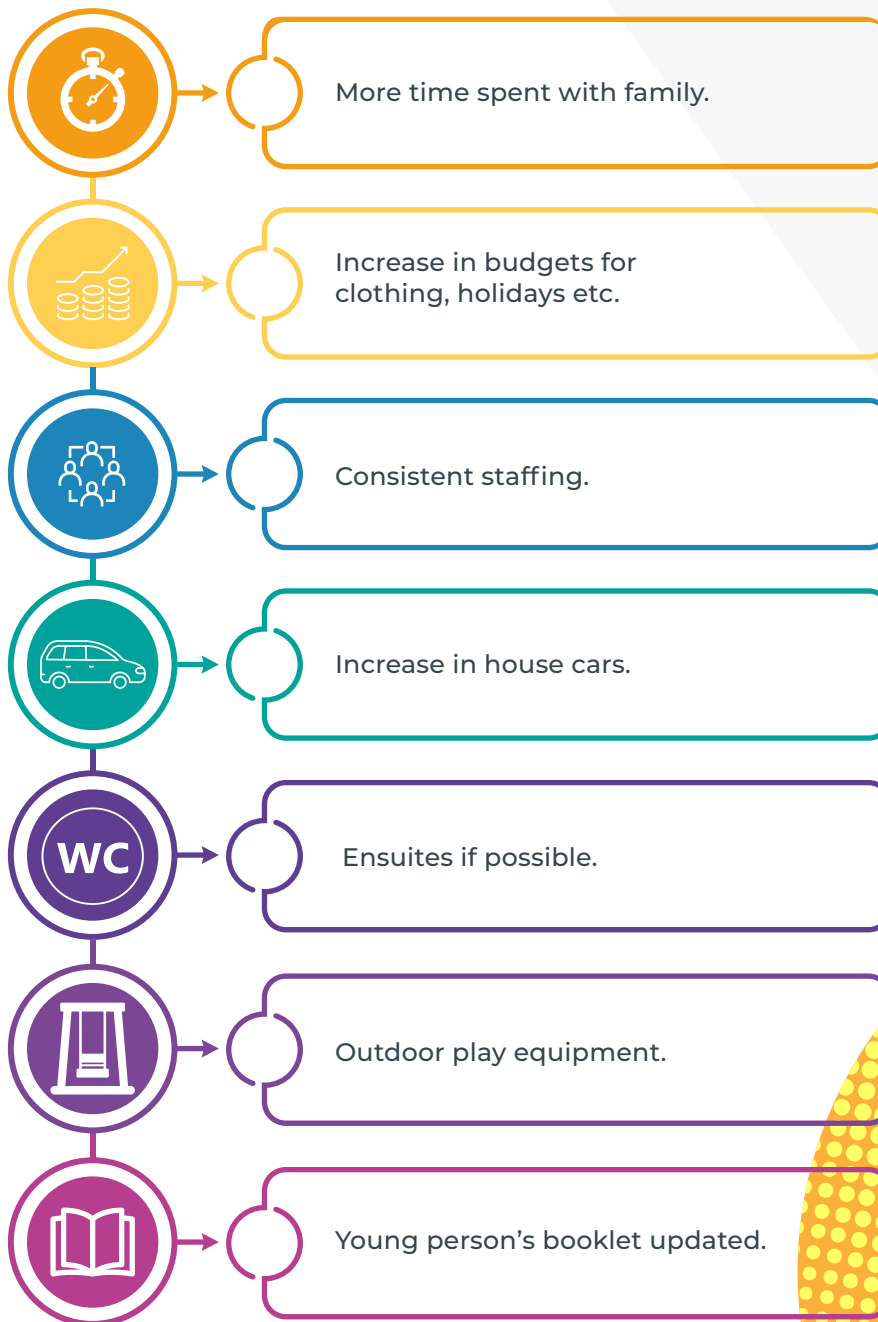 More time spent with family.
Increase in budgets for
clothing, holidays etc.
Consistent staffing.
Increase in house cars.
WC
Ensuites if possible.
Outdoor play equipment.
Young person’s booklet updated.